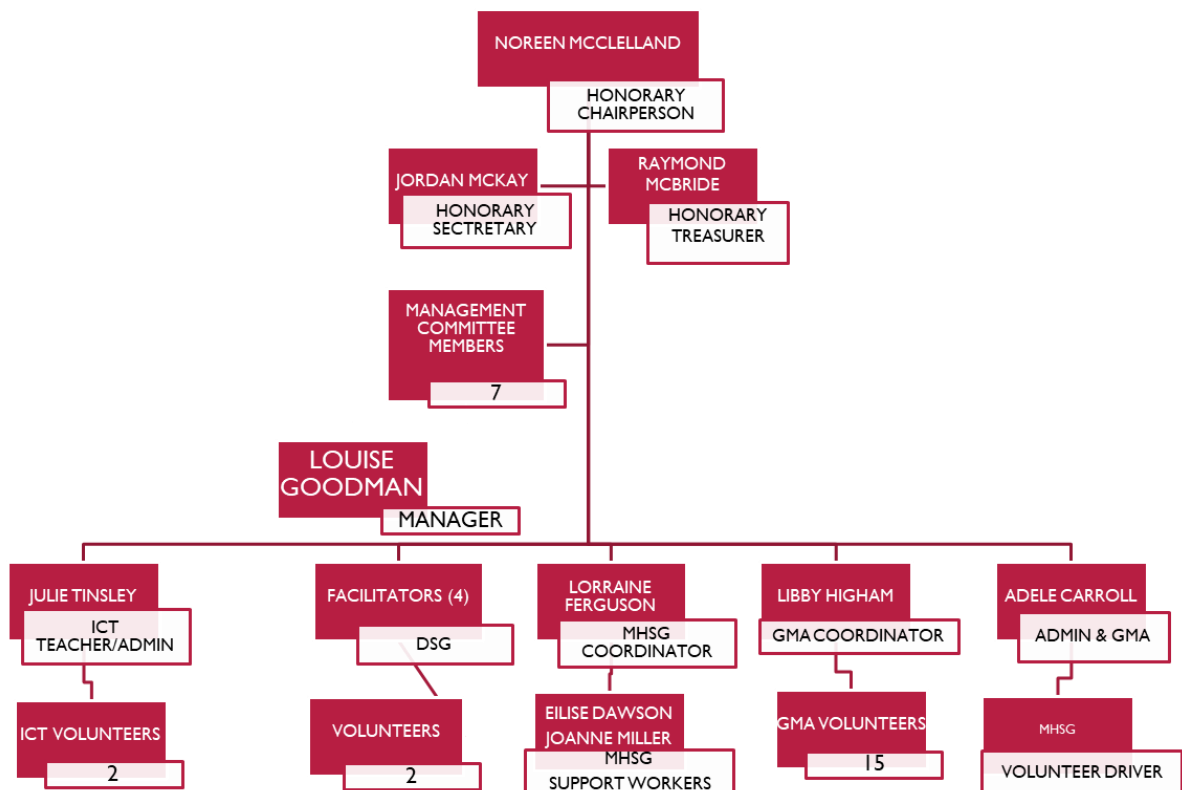 NOREEN MCCLELLAND
HONORARY
CHAIRPERSON
JORDAN MCKAY
HONORARY
SECTRETARY
RAYMOND
MCBRIDE
HONORARY
TREASURER
MANAGEMENT
COMMITTEE
MEMBERS
7
LOUISE
GOODMAN
MANAGER
JULIE TINSLEY
ICT
TEACHER/ADMIN
FACILITATORS (4)
DSG
LORRAINE
FERGUSON
MHSG
COORDINATOR
LIBBY HIGHAM
GMA COORDINATOR
ADELE CARROLL
ADMIN & GMA
ICT VOLUNTEERS
2
VOLUNTEERS
2
EILISE DAWSON
JOANNE MILLER
MHSG
SUPPORT WORKERS
GMA VOLUNTEERS
15
MHSG
VOLUNTEER DRIVER